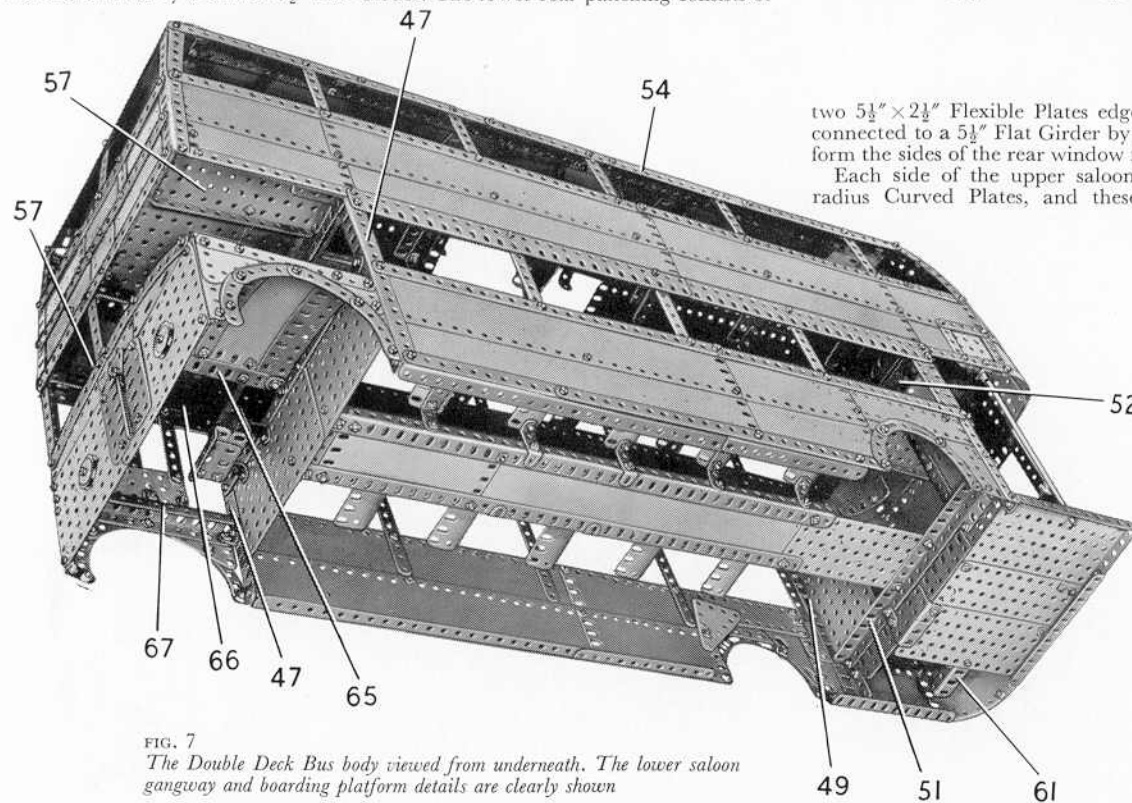 47
57
54
two 5½″ × 2½″ Flexible Plates edge
connected to a 5½″ Flat Girder by
form the sides of the rear window
Each side of the upper saloon
radius Curved Plates, and these
57
52
67
66
47
65
49
51
61
FIG. 7
The Double Deck Bus body viewed from underneath. The lower saloon
gangway and boarding platform details are clearly shown